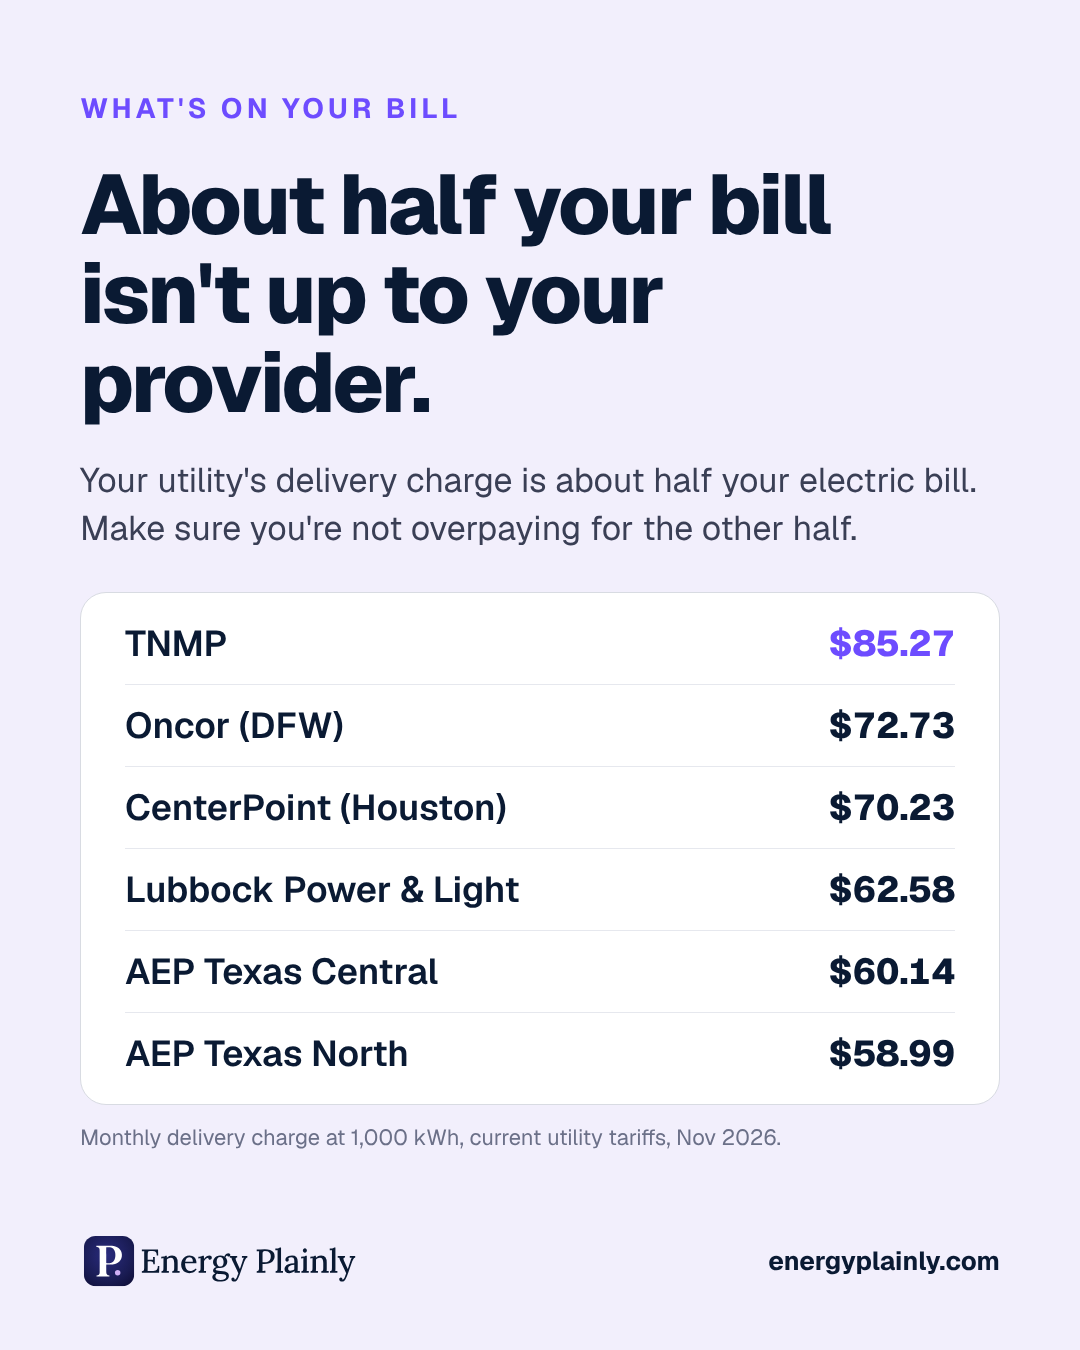 WHAT'S ON YOUR BILL
About half your bill
isn't up to your
provider.
Your utility's delivery charge is about half your electric bill.
Make sure you're not overpaying for the other half.
TNMP $85.27
Oncor (DFW) $72.73
CenterPoint (Houston) $70.23
Lubbock Power & Light $62.58
AEP Texas Central $60.14
AEP Texas North $58.99
Monthly delivery charge at 1,000 kWh, current utility tariffs, Nov 2026.
P. Energy Plainly energyplainly.com